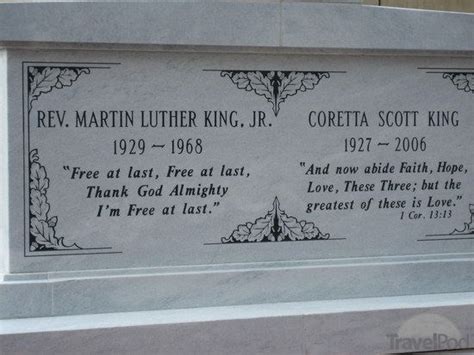 REV. MARTIN LUTHER KING, JR.
1929 ~ 1968
"Free at last, Free at last,
Thank God Almighty
I'm Free at last."
CORETTA SCOTT KING
1927 ~ 2006
"And now abide Faith, Hope,
Love, These Three; but the
greatest of these is Love."
1 Cor. 13:13
TravelPod